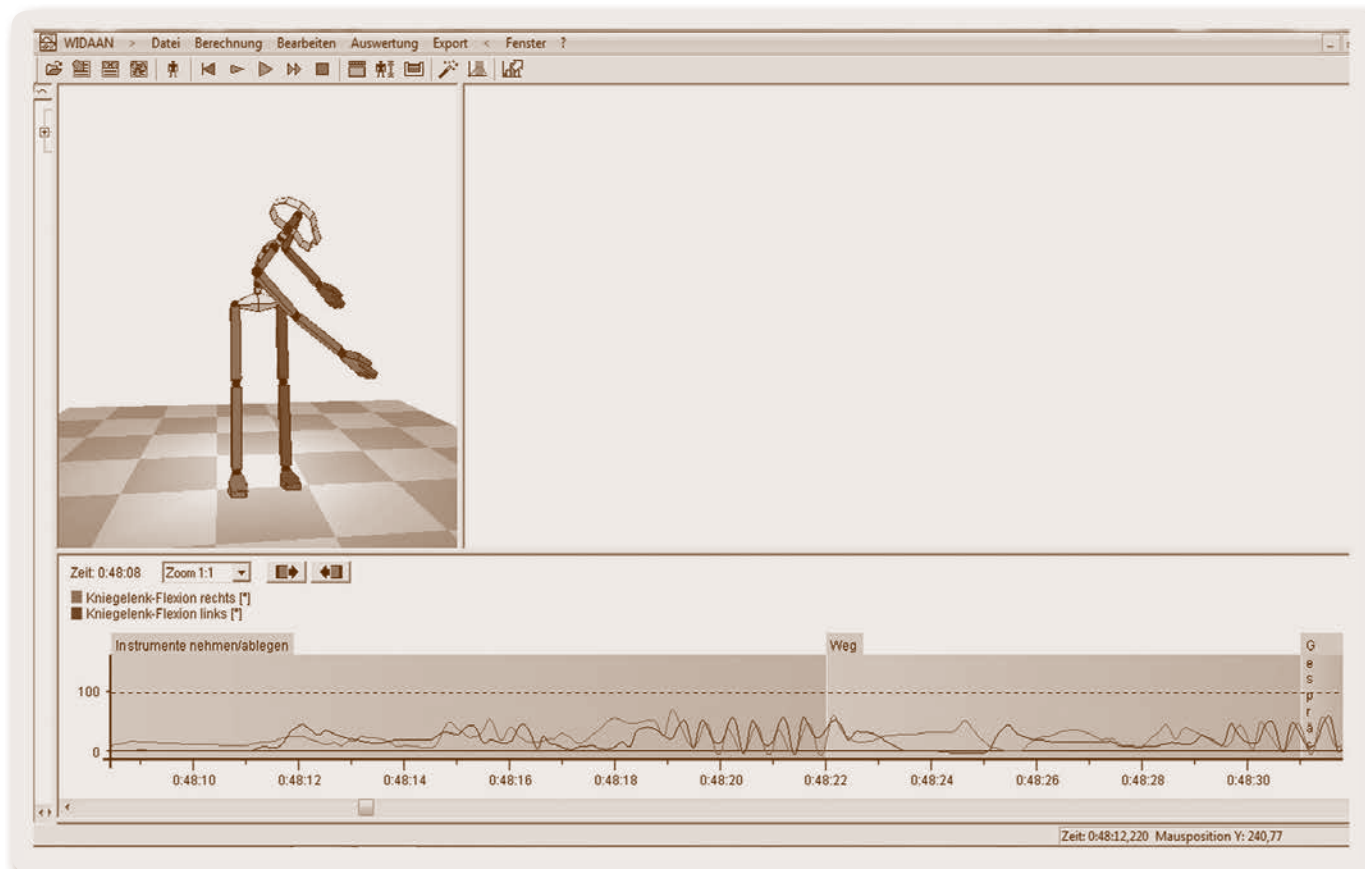 WIDAAN > Datei Berechnung Bearbeiten Auswertung Export < Fenster ?
Zeit: 0:48:08 Zoom 1:1
Kniegelenk-Flexion rechts [°]
Kniegelenk-Flexion links [°]
Instrumente nehmen/ablegen Weg Gesprä
100
0
0:48:10 0:48:12 0:48:14 0:48:16 0:48:18 0:48:20 0:48:22 0:48:24 0:48:26 0:48:28 0:48:30
Zeit: 0:48:12,220 Mausposition Y: 240,77